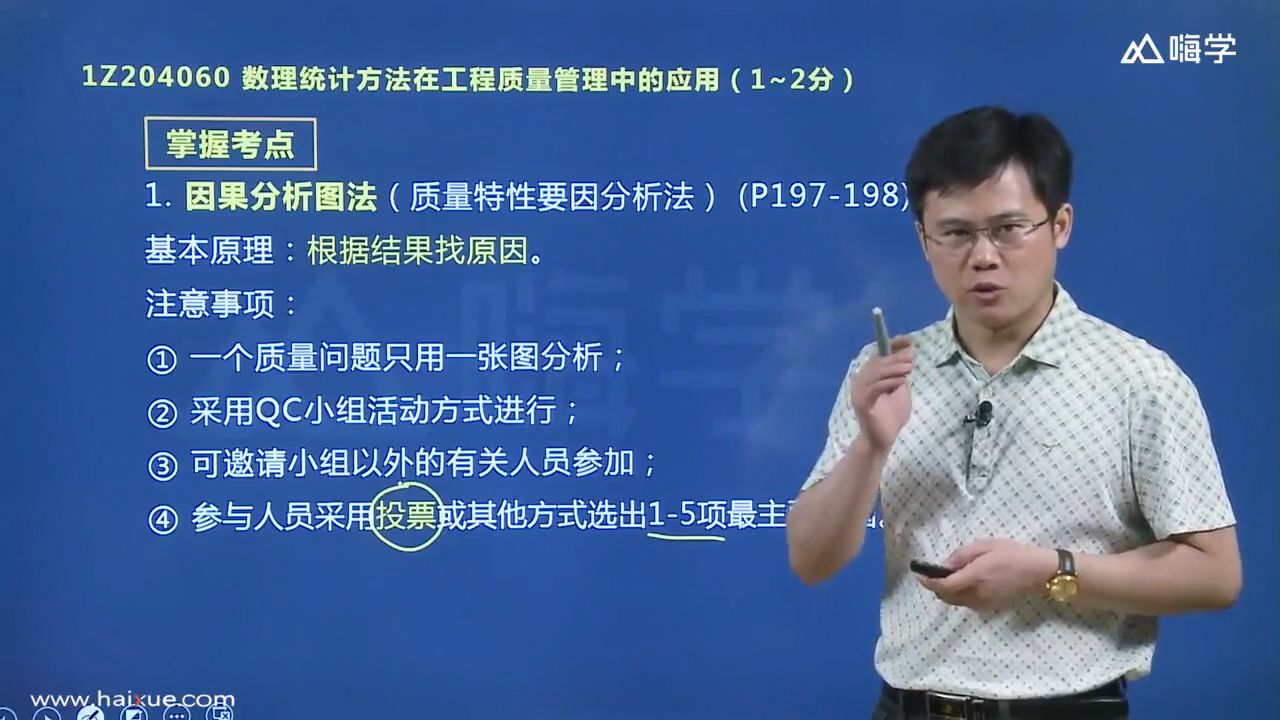 嗨学
1Z204060 数理统计方法在工程质量管理中的应用（1~2分）
掌握考点
1. 因果分析图法（质量特性要因分析法）(P197-198)
基本原理：根据结果找原因。
注意事项：
① 一个质量问题只用一张图分析；
② 采用QC小组活动方式进行；
③ 可邀请小组以外的有关人员参加；
④ 参与人员采用投票或其他方式选出1-5项最主
嗨学
www.haixue.com